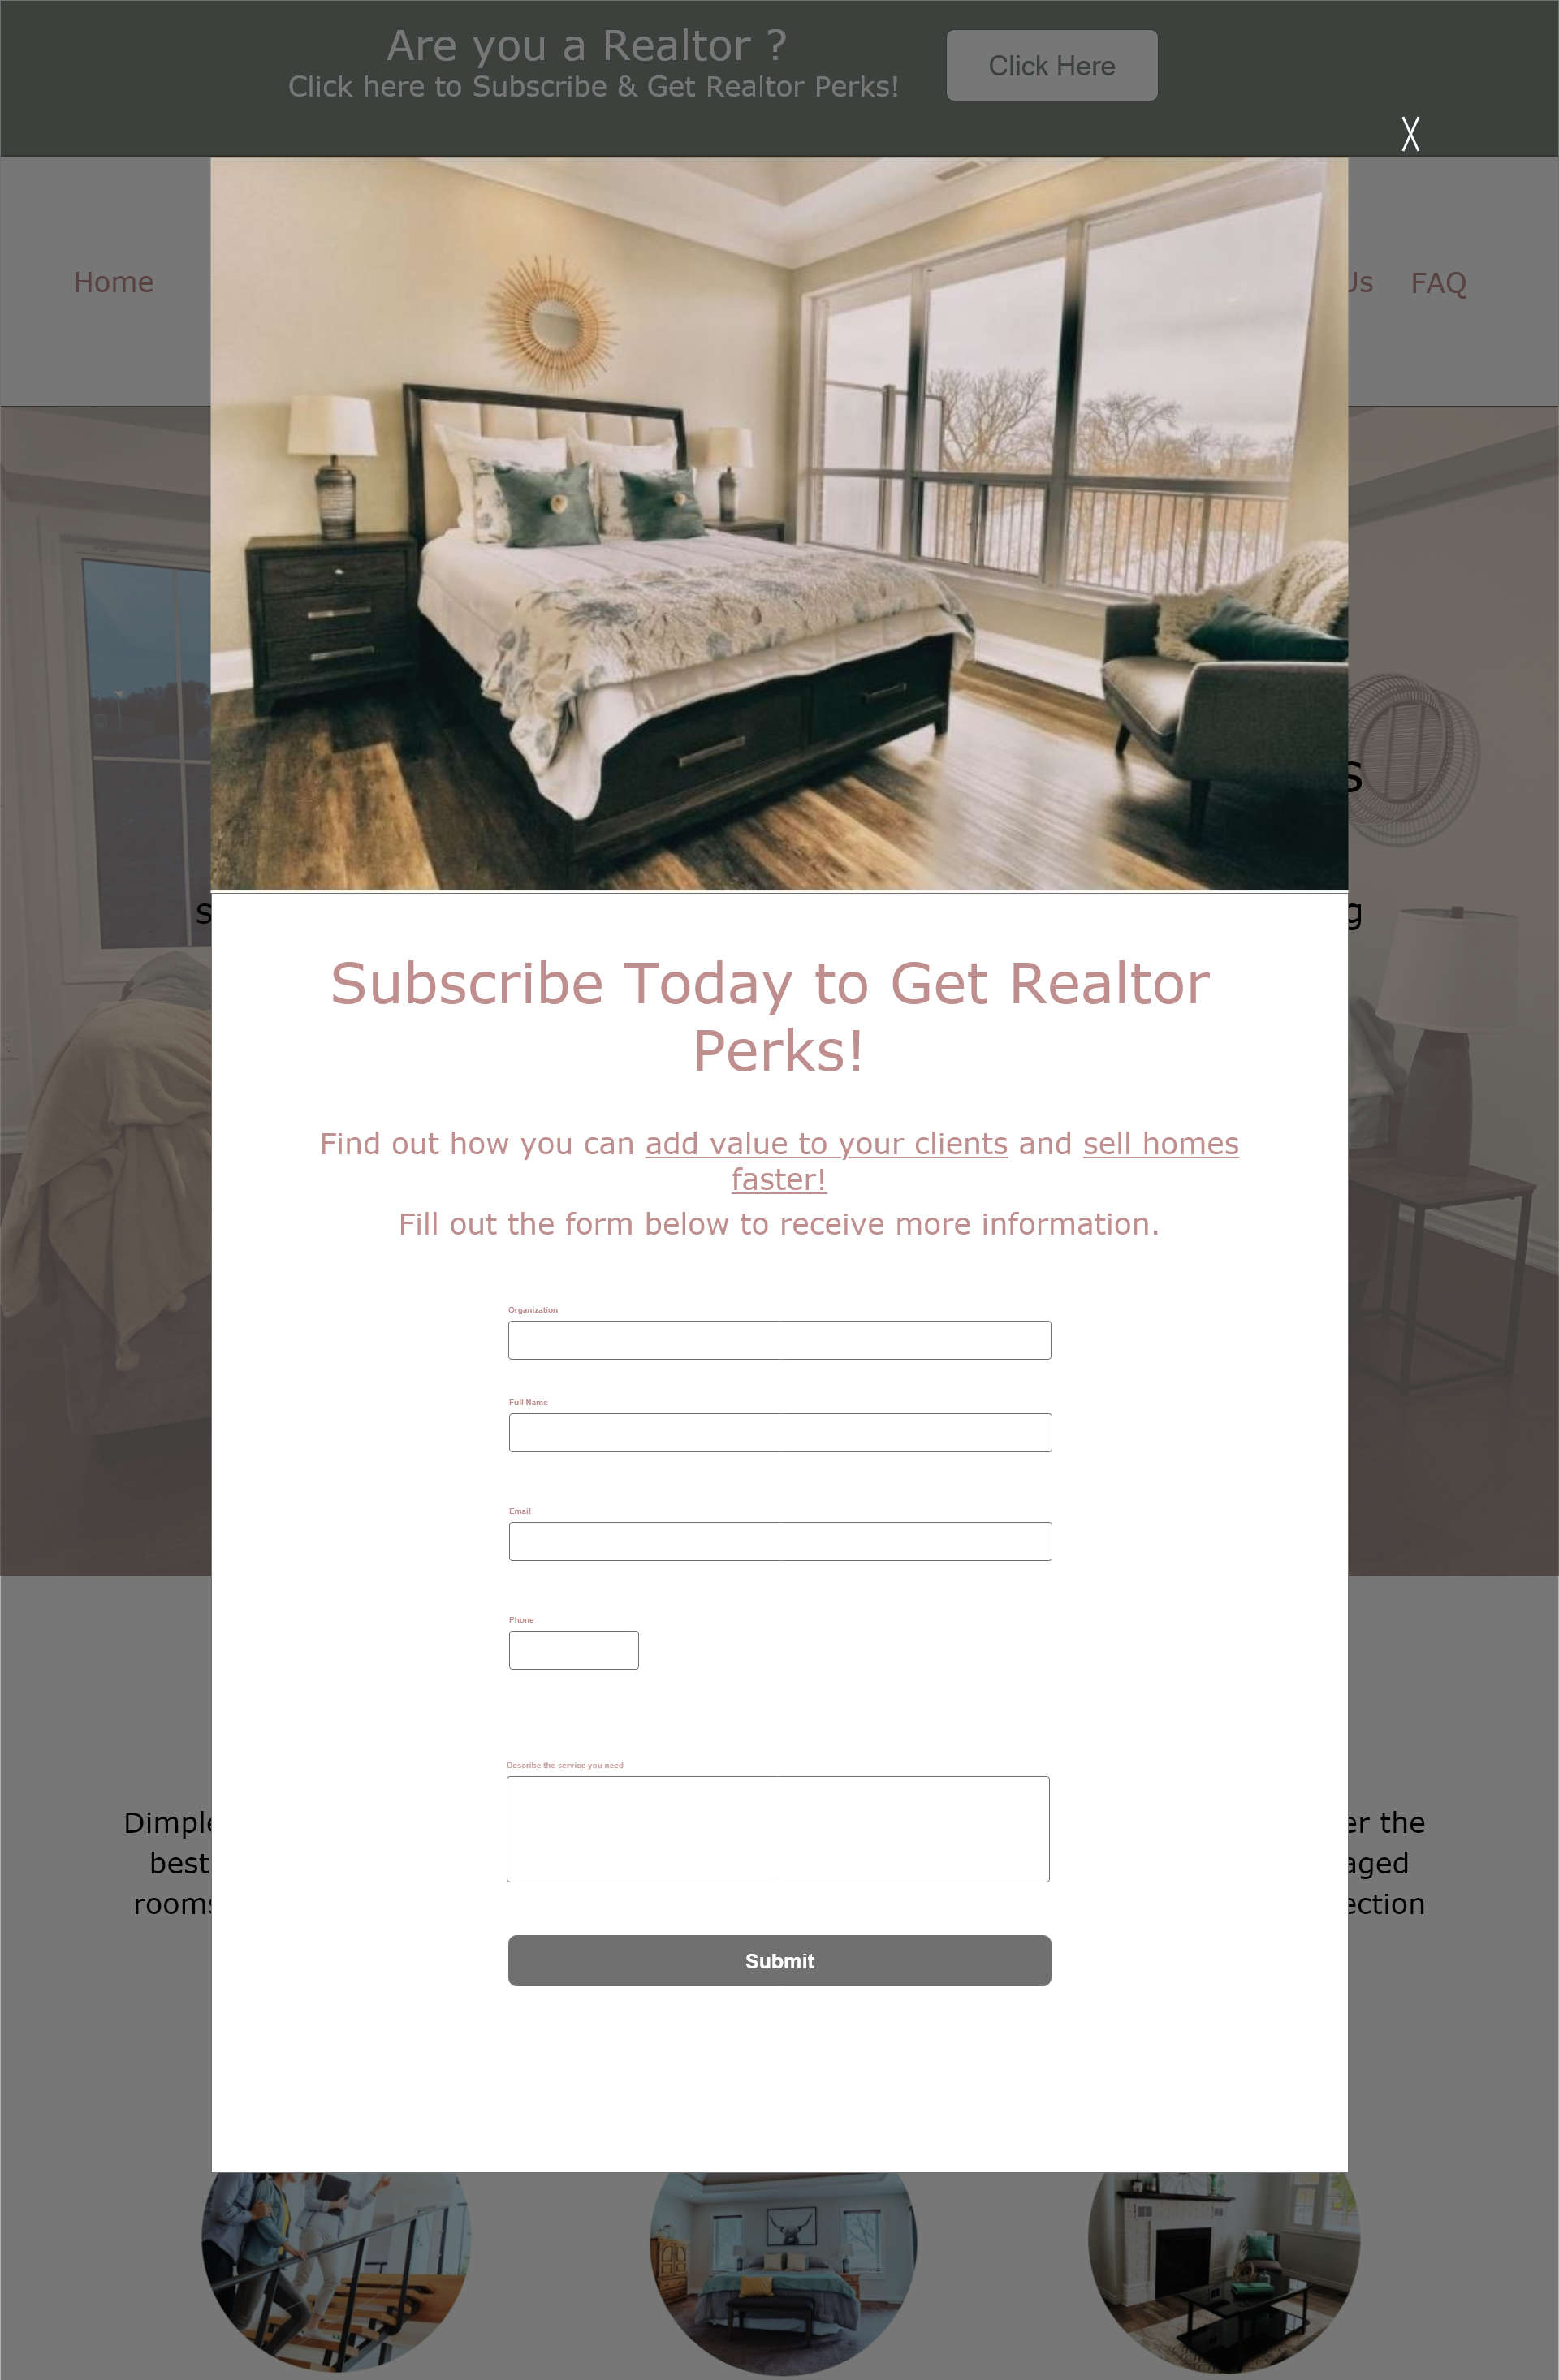 Are you a Realtor ?
Click here to Subscribe & Get Realtor Perks!
Click Here
X
Home
Us
FAQ
Subscribe Today to Get Realtor
Perks!
Find out how you can add value to your clients and sell homes
faster!
Fill out the form below to receive more information.
Organization
Full Name
Email
Phone
Describe the service you need
er the
best
aged
rooms
ection
Submit